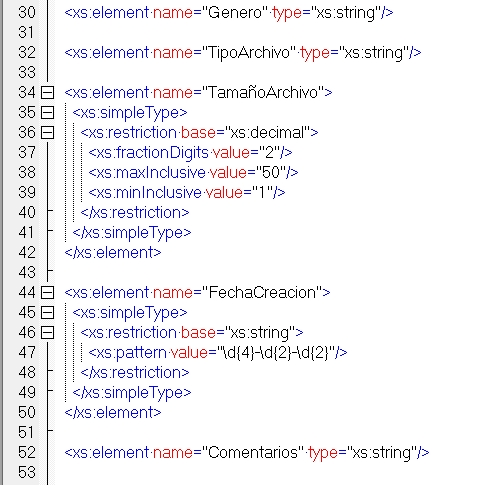 30 <xs:element name="Genero" type="xs:string"/>
31
32 <xs:element name="TipoArchivo" type="xs:string"/>
33
34 <xs:element name="TamañoArchivo">
35 <xs:simpleType>
36 <xs:restriction base="xs:decimal">
37 <xs:fractionDigits value="2"/>
38 <xs:maxInclusive value="50"/>
39 <xs:minInclusive value="1"/>
40 </xs:restriction>
41 </xs:simpleType>
42 </xs:element>
43
44 <xs:element name="FechaCreacion">
45 <xs:simpleType>
46 <xs:restriction base="xs:string">
47 <xs:pattern value="\d{4}-\d{2}-\d{2}"/>
48 </xs:restriction>
49 </xs:simpleType>
50 </xs:element>
51
52 <xs:element name="Comentarios" type="xs:string"/>
53